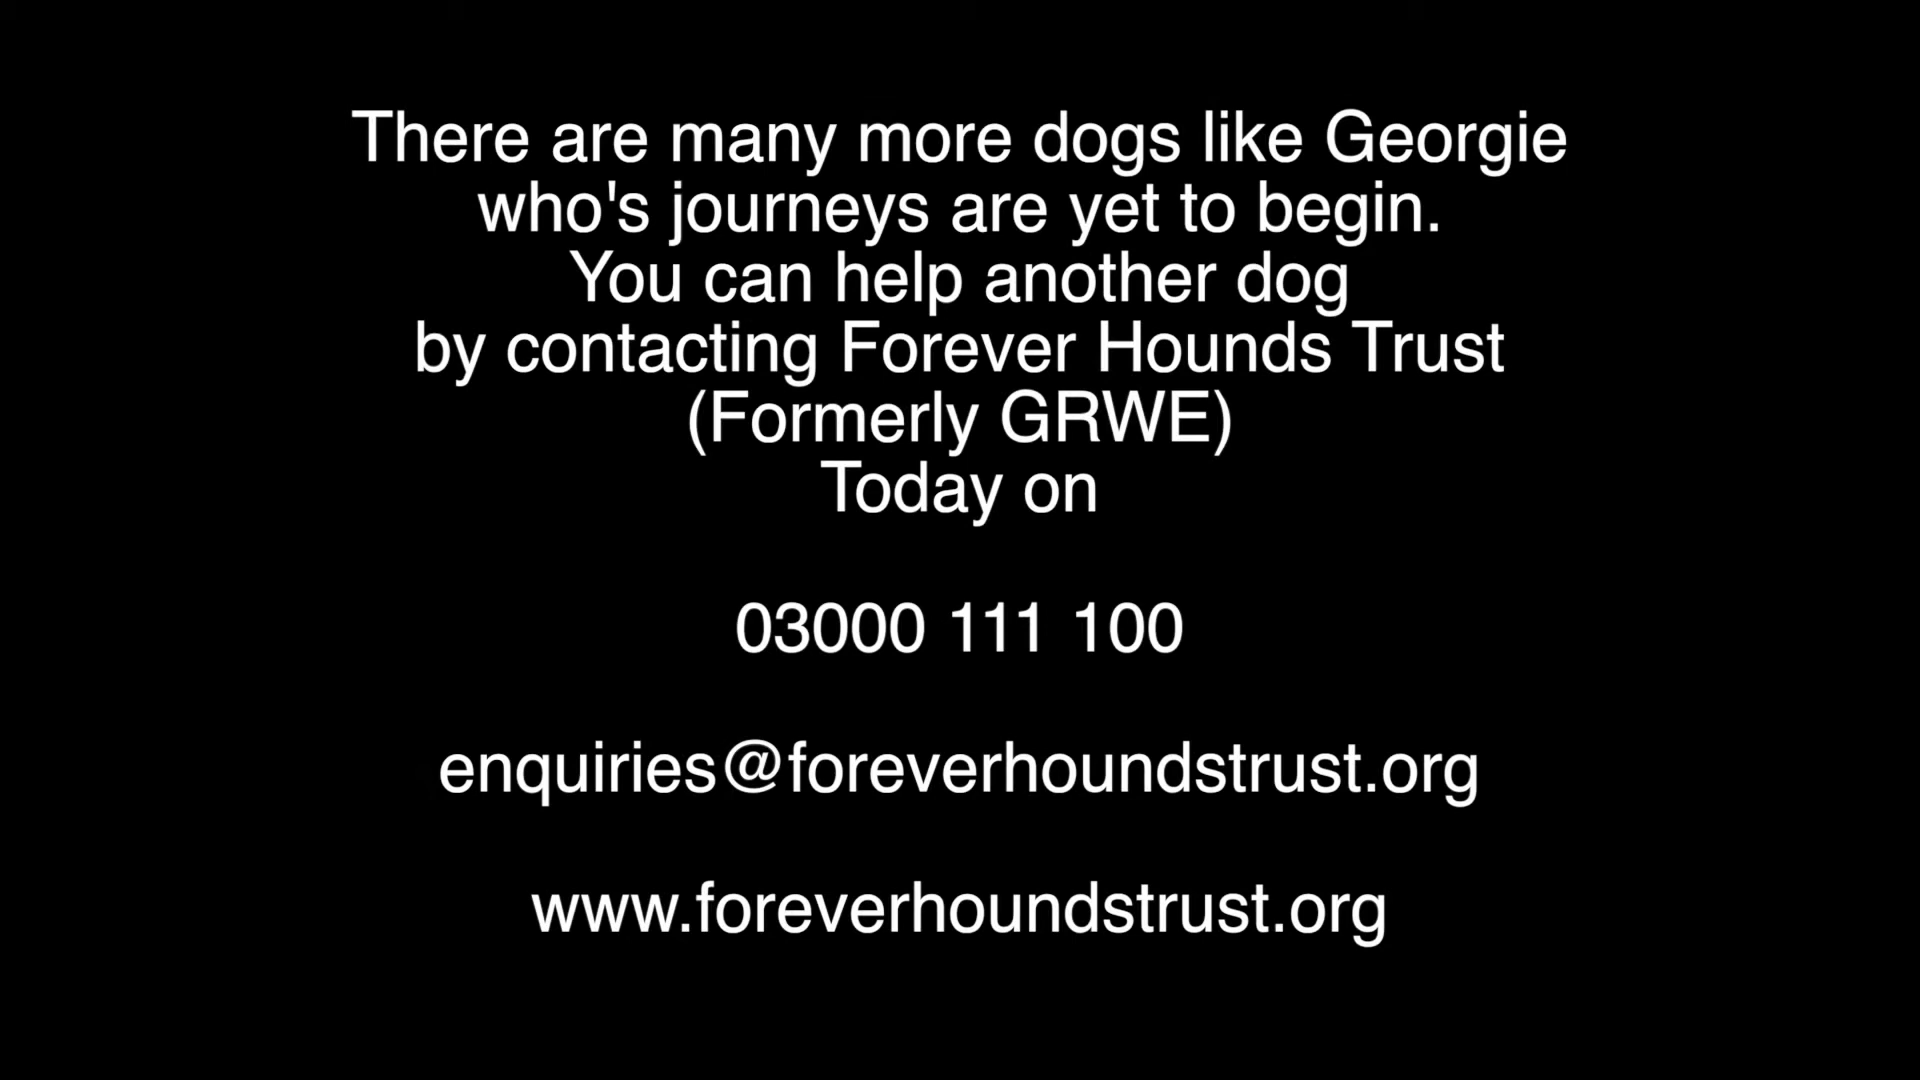 There are many more dogs like Georgie
who's journeys are yet to begin.
You can help another dog
by contacting Forever Hounds Trust
(Formerly GRWE)
Today on
03000 111 100
enquiries@foreverhoundstrust.org
www.foreverhoundstrust.org